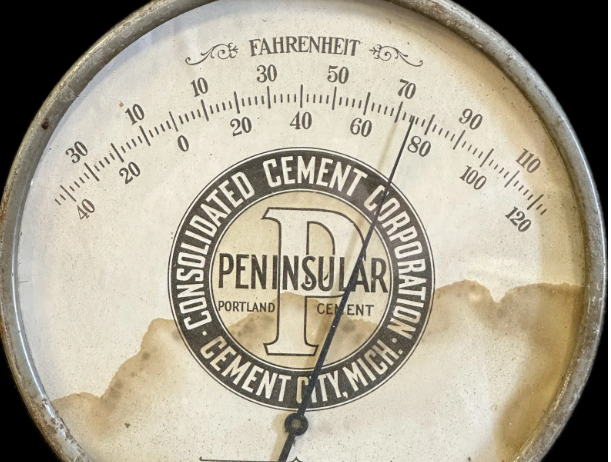 FAHRENHEIT
30 10 10 30 50 70 90 110
40 20 0 20 40 60 80 100 120
CONSOLIDATED CEMENT CORPORATION
PENINSULAR
P
PORTLAND CEMENT
· CEMENT CITY, MICH. ·